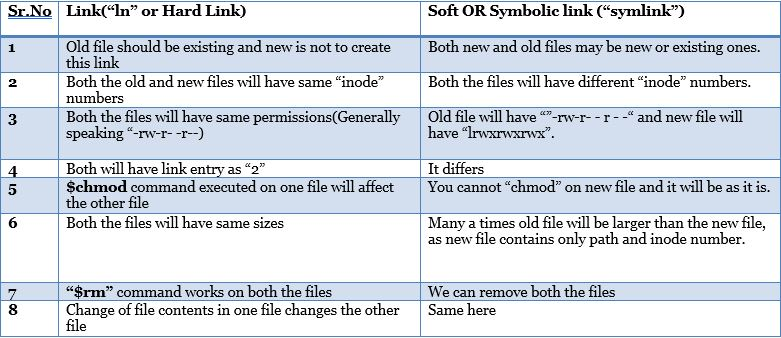 Sr.No Link(“ln” or Hard Link) Soft OR Symbolic link (“symlink”)
1 Old file should be existing and new is not to create Both new and old files may be new or existing ones.
this link
2 Both the old and new files will have same “inode” Both the files will have different “inode” numbers.
numbers
3 Both the files will have same permissions(Generally Old file will have “”-rw-r- - r - -“ and new file will
speaking “-rw-r- -r--) have “lrwxrwxrwx”.
4 Both will have link entry as “2” It differs
5 $chmod command executed on one file will affect You cannot “chmod” on new file and it will be as it is.
the other file
6 Both the files will have same sizes Many a times old file will be larger than the new file,
as new file contains only path and inode number.
7 “$rm” command works on both the files We can remove both the files
8 Change of file contents in one file changes the other Same here
file